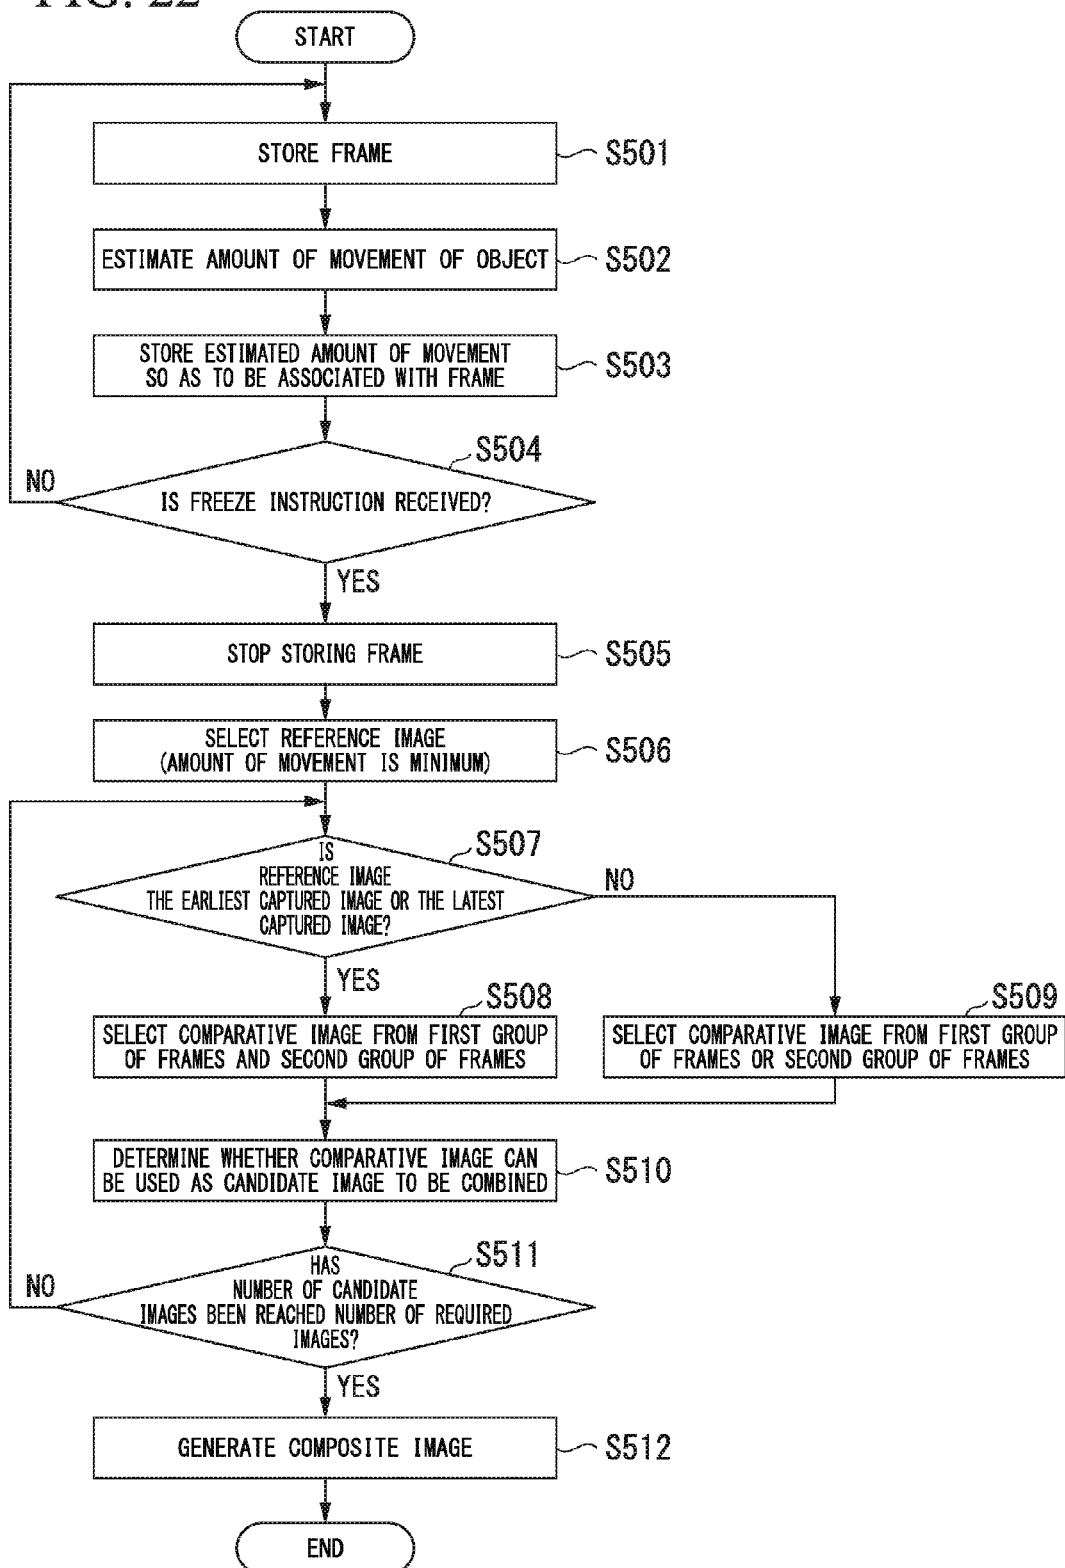 FIG. 22
START
STORE FRAME
S501
ESTIMATE AMOUNT OF MOVEMENT OF OBJECT
S502
STORE ESTIMATED AMOUNT OF MOVEMENT
SO AS TO BE ASSOCIATED WITH FRAME
S503
S504
NO
IS FREEZE INSTRUCTION RECEIVED?
YES
STOP STORING FRAME
S505
SELECT REFERENCE IMAGE
(AMOUNT OF MOVEMENT IS MINIMUM)
S506
S507
IS
REFERENCE IMAGE
THE EARLIEST CAPTURED IMAGE OR THE LATEST
CAPTURED IMAGE?
NO
YES
S508
SELECT COMPARATIVE IMAGE FROM FIRST GROUP
OF FRAMES AND SECOND GROUP OF FRAMES
S509
SELECT COMPARATIVE IMAGE FROM FIRST GROUP
OF FRAMES OR SECOND GROUP OF FRAMES
DETERMINE WHETHER COMPARATIVE IMAGE CAN
BE USED AS CANDIDATE IMAGE TO BE COMBINED
S510
S511
NO
HAS
NUMBER OF CANDIDATE
IMAGES BEEN REACHED NUMBER OF REQUIRED
IMAGES?
YES
GENERATE COMPOSITE IMAGE
S512
END